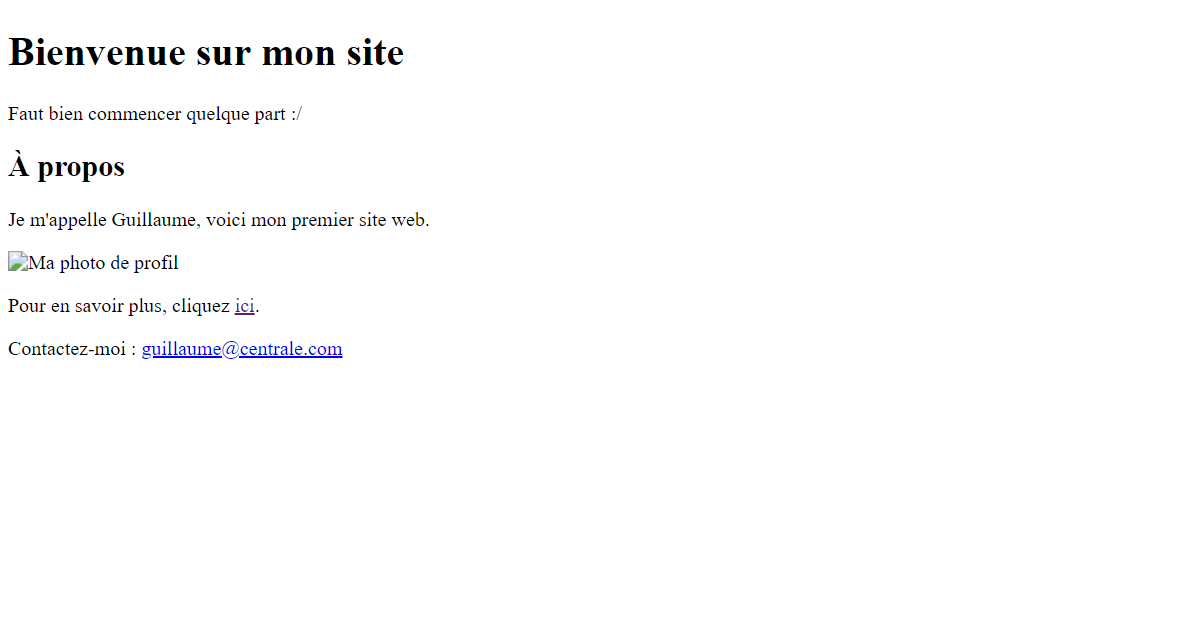 Bienvenue sur mon site
Faut bien commencer quelque part :/
À propos
Je m'appelle Guillaume, voici mon premier site web.
Ma photo de profil
Pour en savoir plus, cliquez ici.
Contactez-moi : guillaume@centrale.com